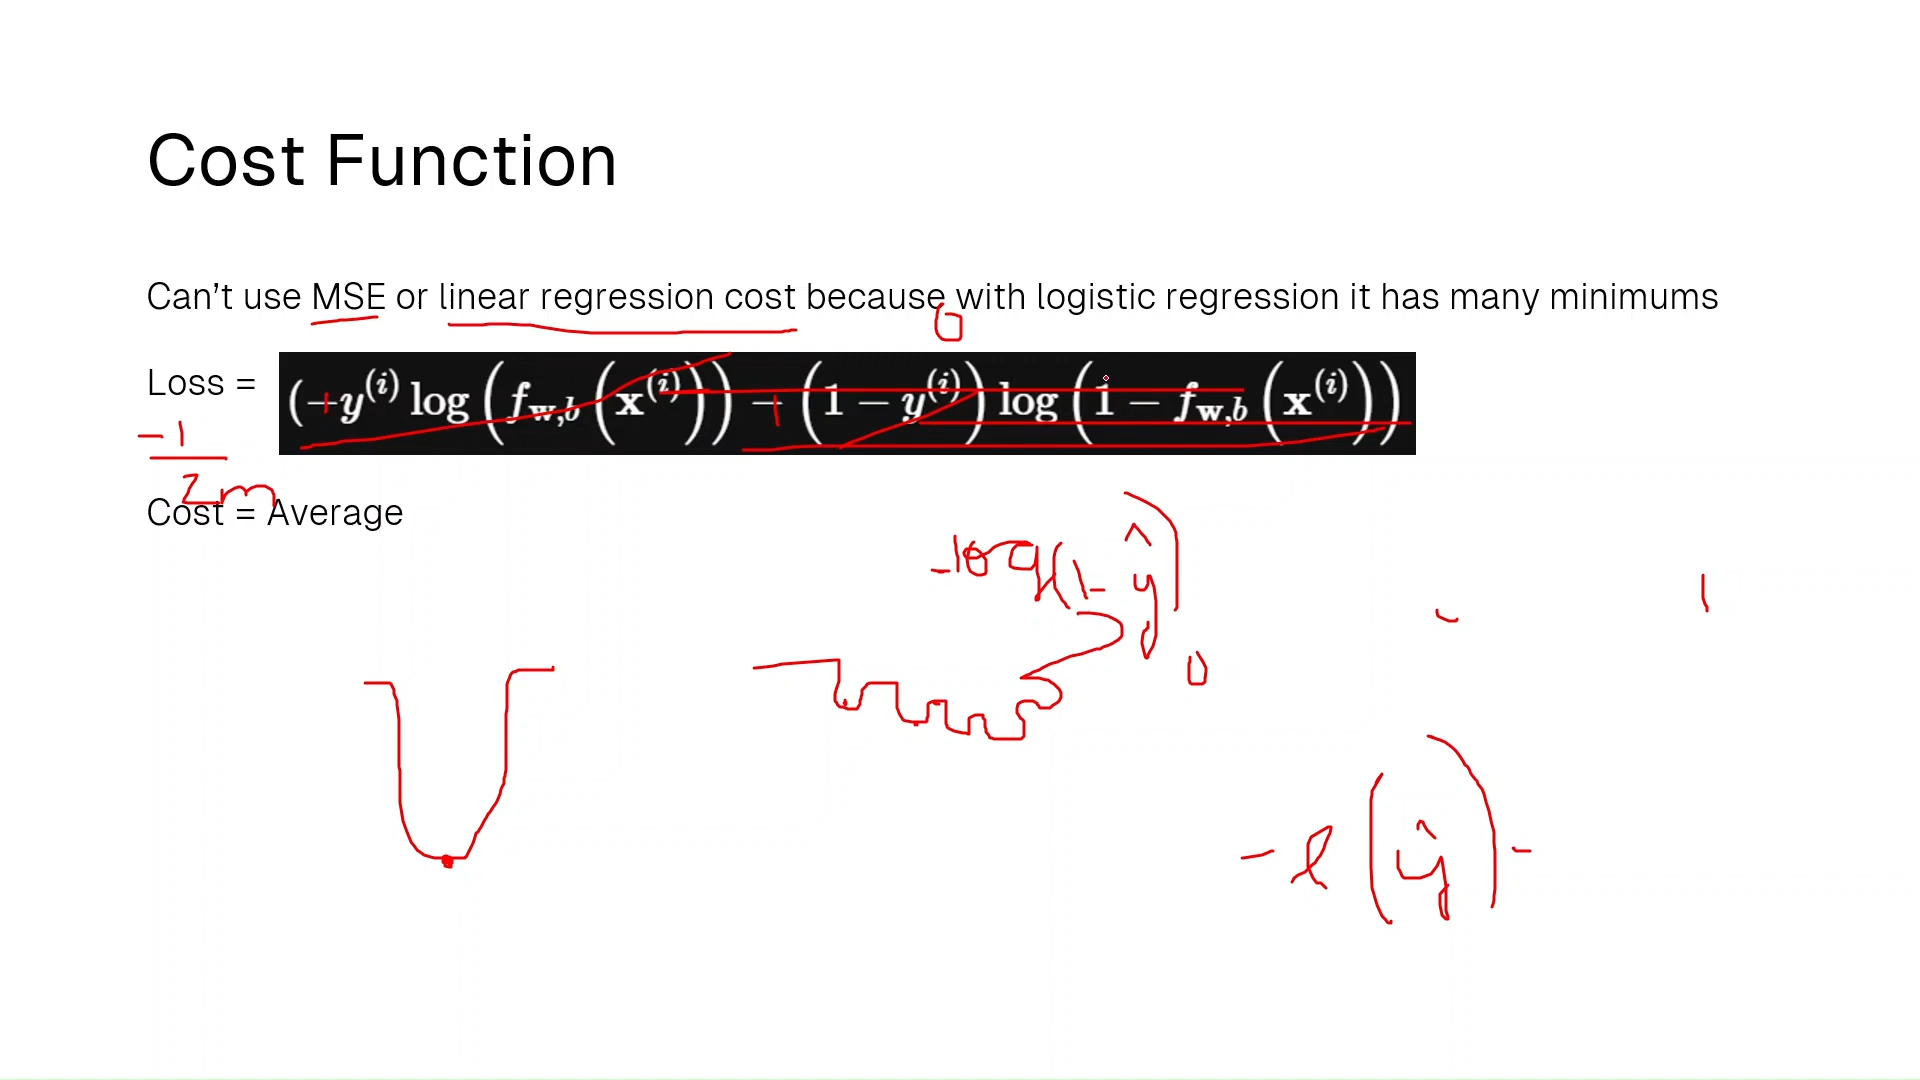 Cost Function
Can’t use MSE or linear regression cost because with logistic regression it has many minimums
0
Loss = (-y^(i) log (f_w,b (x^(i))) - (1 - y^(i)) log (1 - f_w,b (x^(i))))
-1
2m
Cost = Average
-log(1-ŷ)
0
1
-l(ŷ)-